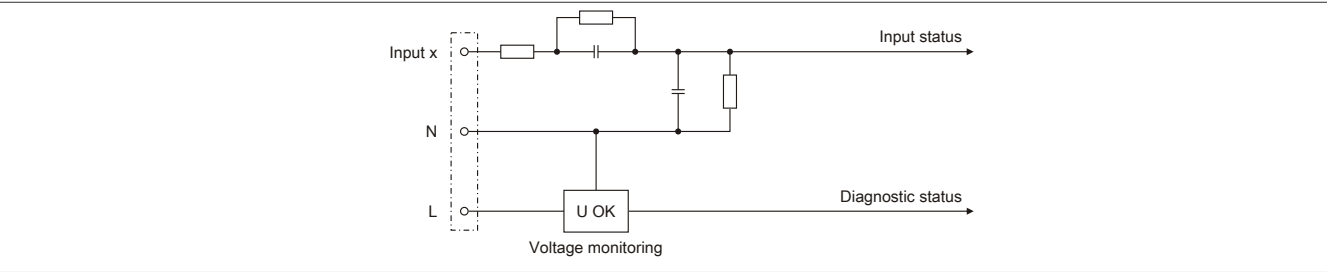 Input x
Input status
N
L
U OK
Diagnostic status
Voltage monitoring